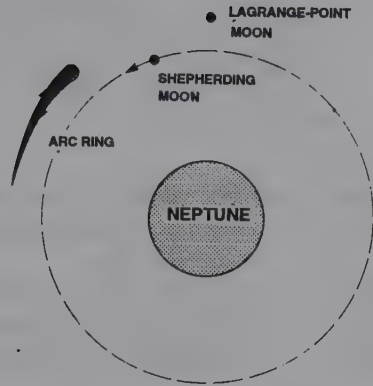 LAGRANGE-POINT
MOON
SHEPHERDING
MOON
ARC RING
NEPTUNE